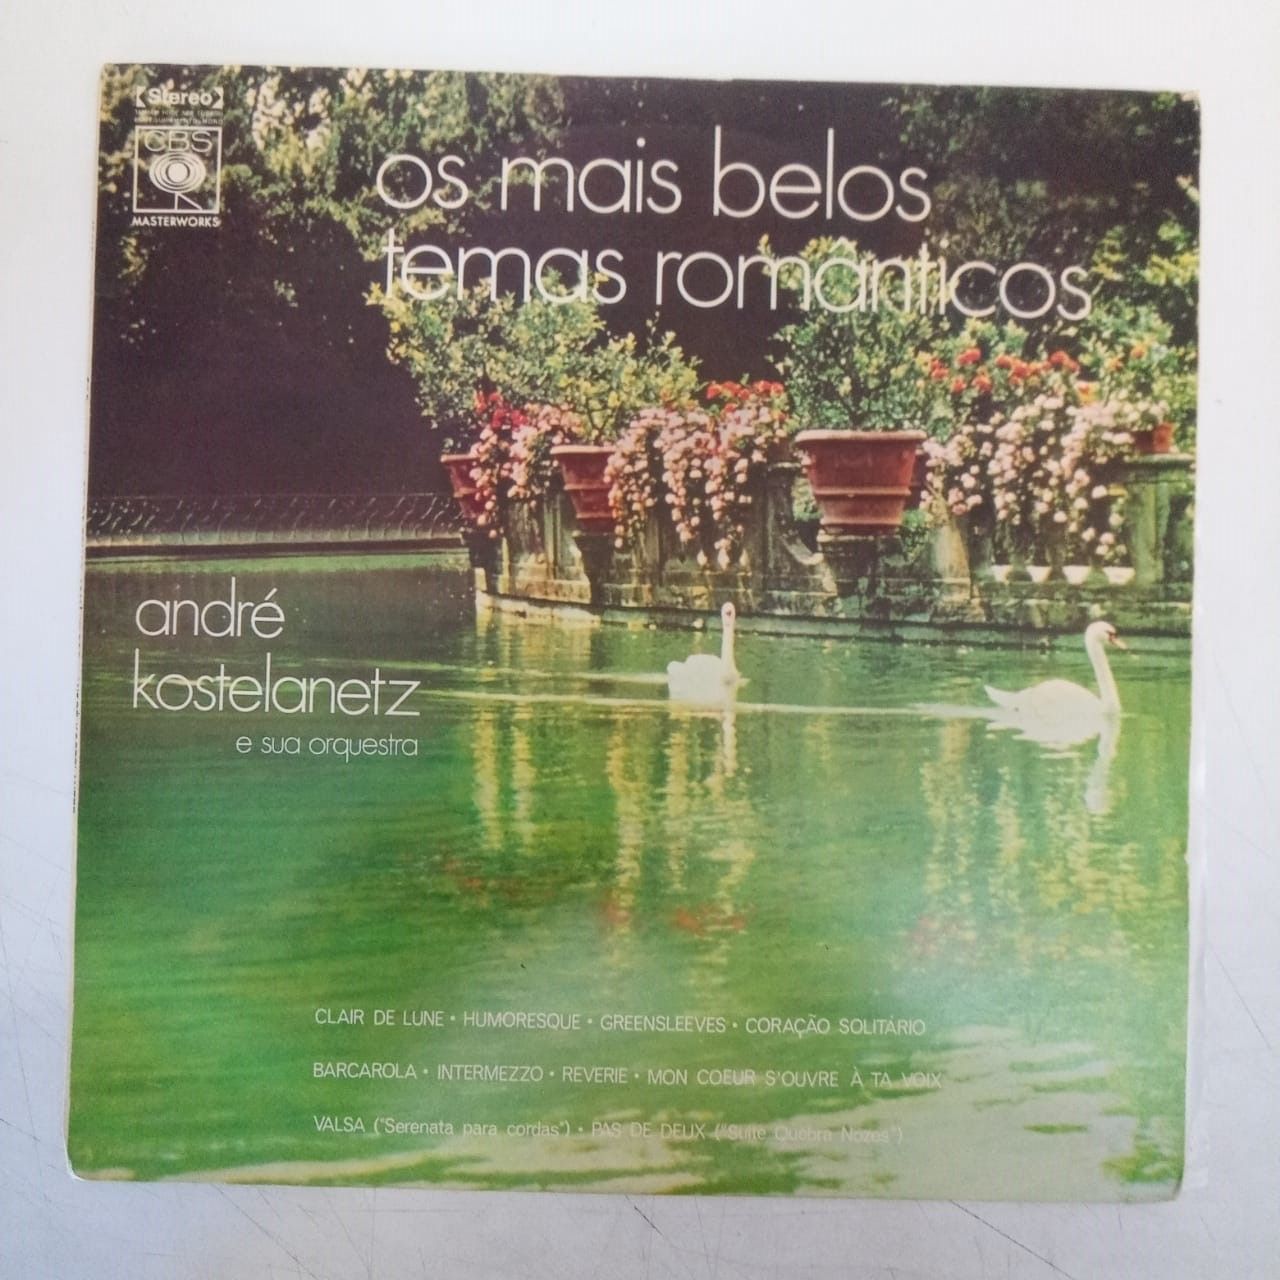 Stereo
CBS
MASTERWORKS
os mais belos
temas românticos
andré
kostelanetz
e sua orquestra
CLAIR DE LUNE • HUMORESQUE • GREENSLEEVES • CORAÇÃO SOLITÁRIO
BARCAROLA • INTERMEZZO • REVERIE • MON COEUR S'OUVRE À TA VOIX
VALSA ("Serenata para cordas") • PAS DE DEUX ("Suite Quebra Nozes")